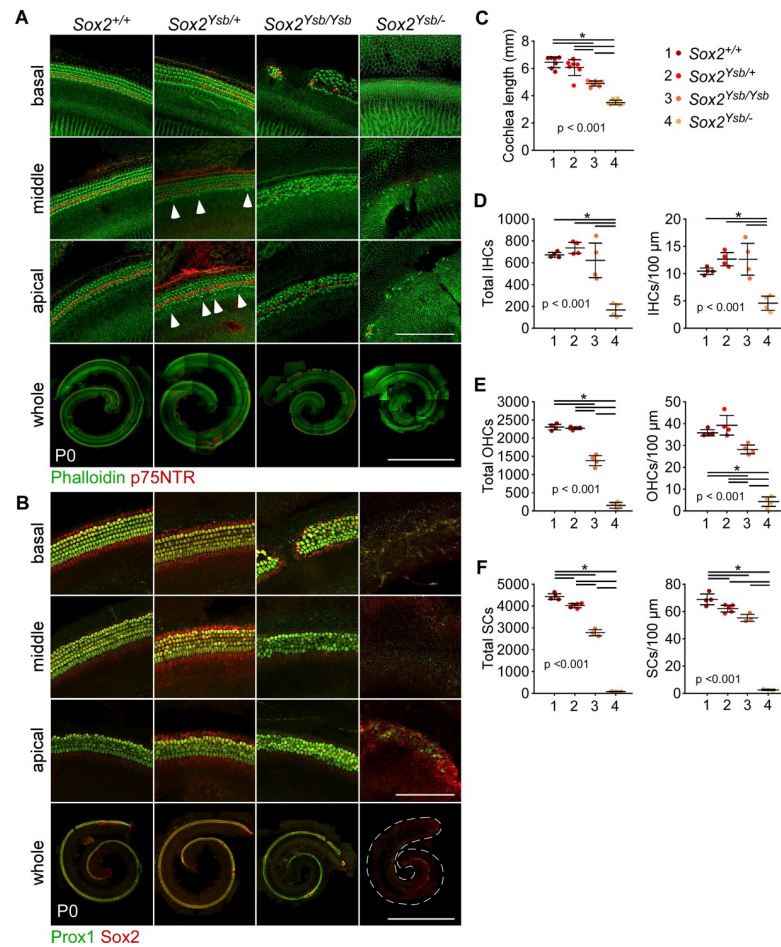 A
Sox2+/+ Sox2Ysb/+ Sox2Ysb/Ysb Sox2Ysb/-
basal
middle
apical
whole
P0
Phalloidin p75NTR
B
basal
middle
apical
whole
P0
Prox1 Sox2
C
Cochlea length (mm)
8
6
4
2
0
*
p < 0.001
1 2 3 4
1 Sox2+/+
2 Sox2Ysb/+
3 Sox2Ysb/Ysb
4 Sox2Ysb/-
D
Total IHCs
1000
800
600
400
200
0
*
p < 0.001
1 2 3 4
IHCs/100 µm
20
15
10
5
0
*
p < 0.001
1 2 3 4
E
Total OHCs
3000
2500
2000
1500
1000
500
0
*
p < 0.001
1 2 3 4
OHCs/100 µm
50
40
30
20
10
0
*
p < 0.001
1 2 3 4
F
Total SCs
5000
4000
3000
2000
1000
0
*
p <0.001
1 2 3 4
SCs/100 µm
80
60
40
20
0
*
p <0.001
1 2 3 4